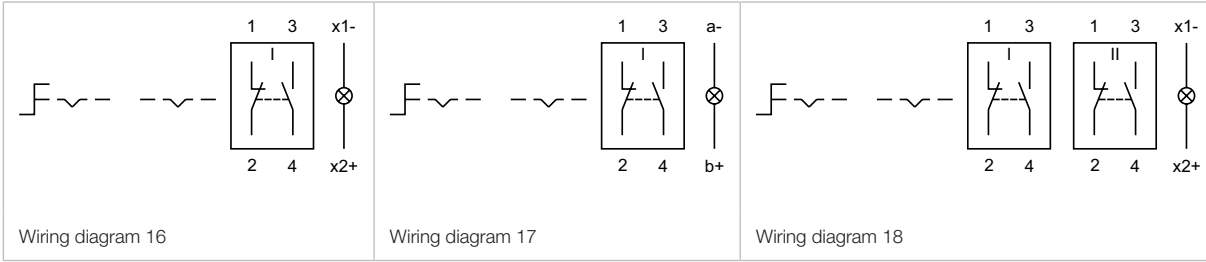 1 3 x1-
I
2 4 x2+
Wiring diagram 16
1 3 a-
I
2 4 b+
Wiring diagram 17
1 3 1 3 x1-
I II
2 4 2 4 x2+
Wiring diagram 18